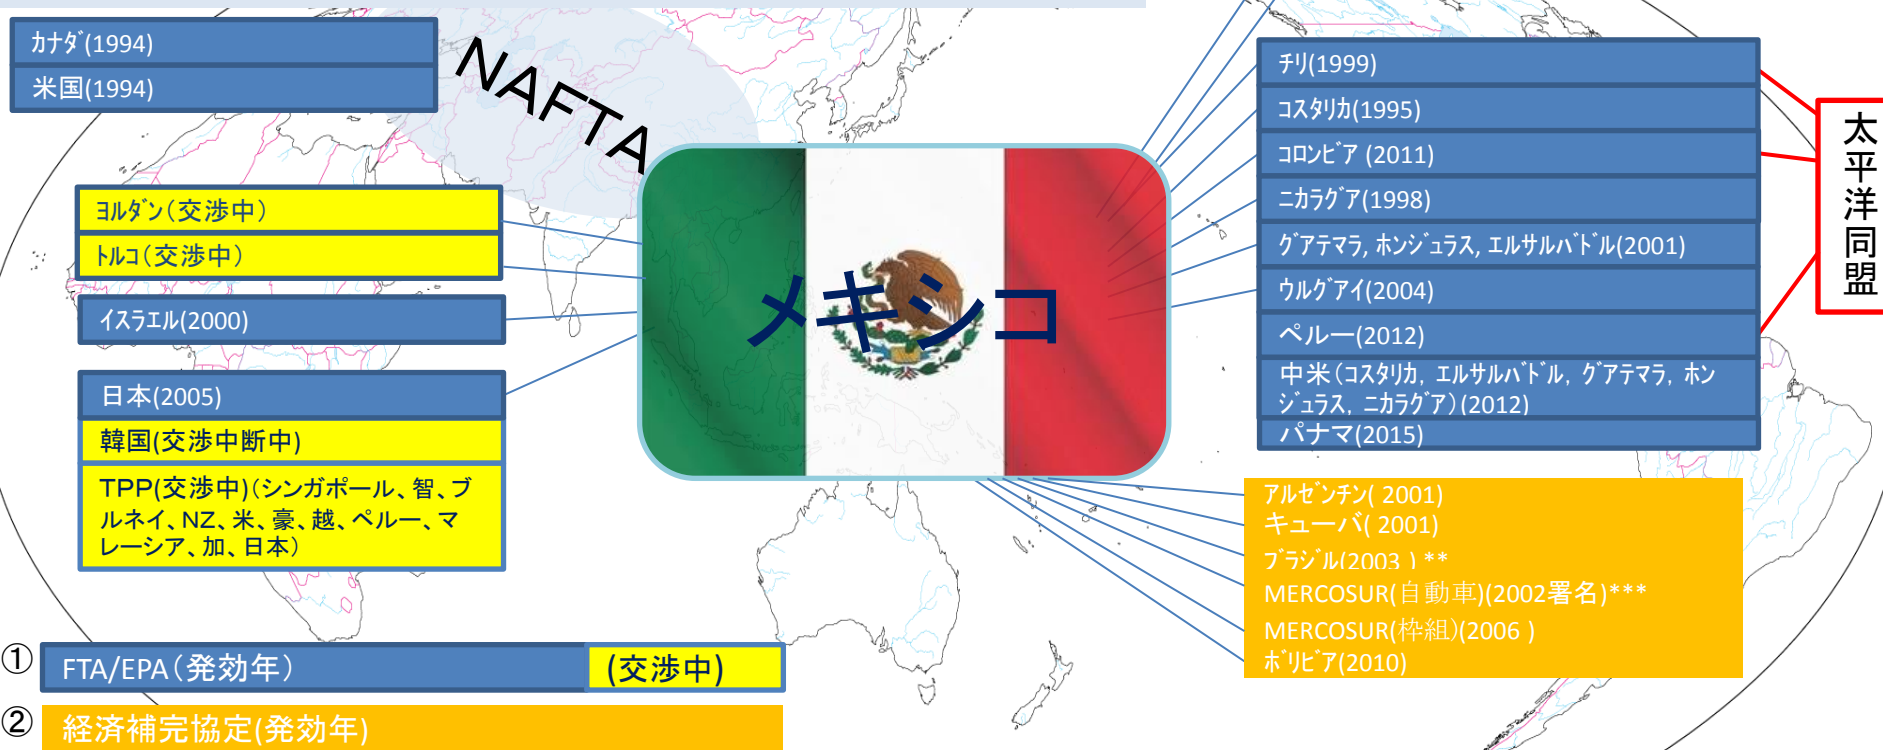 カナダ(1994)
米国(1994)
NAFTA
ヨルダン(交渉中)
トルコ(交渉中)
イスラエル(2000)
日本(2005)
韓国(交渉中断中)
TPP(交渉中)(シンガポール、智、ブ
ルネイ、NZ、米、豪、越、ペルー、マ
レーシア、加、日本)
メキシコ
チリ(1999)
コスタリカ(1995)
コロンビア (2011)
ニカラグア(1998)
グアテマラ, ホンジュラス, エルサルバドル(2001)
ウルグアイ(2004)
ペルー(2012)
中米(コスタリカ, エルサルバドル, グアテマラ, ホン
ジュラス, ニカラグア)(2012)
パナマ(2015)
太平洋同盟
アルゼンチン( 2001)
キューバ( 2001)
ブラジル(2003 ) **
MERCOSUR(自動車)(2002署名)***
MERCOSUR(枠組)(2006 )
ボリビア(2010)
① FTA/EPA(発効年) (交渉中)
② 経済補完協定(発効年)